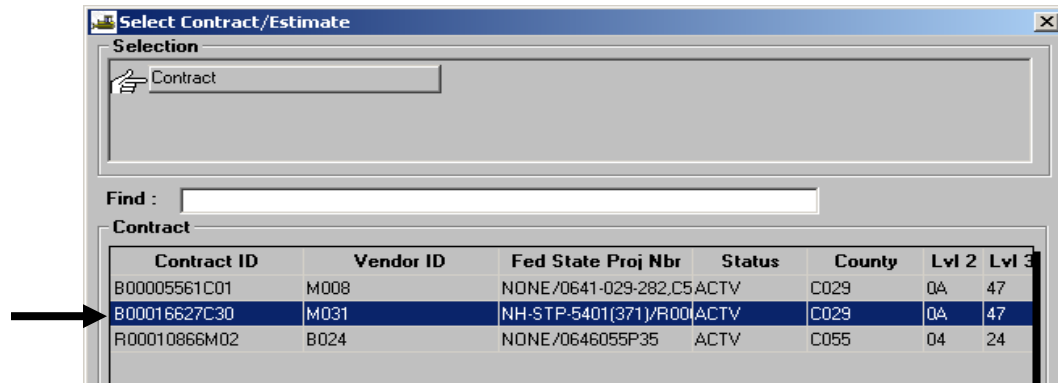 Select Contract/Estimate
Selection
Contract
Find :
Contract
Contract ID Vendor ID Fed State Proj Nbr Status County Lvl 2 Lvl 3
B00005561C01 M008 NONE/0641-029-282,C5 ACTV C029 0A 47
B00016627C30 M031 NH-STP-5401(371)/R00 ACTV C029 0A 47
R00010866M02 B024 NONE/0646055P35 ACTV C055 04 24